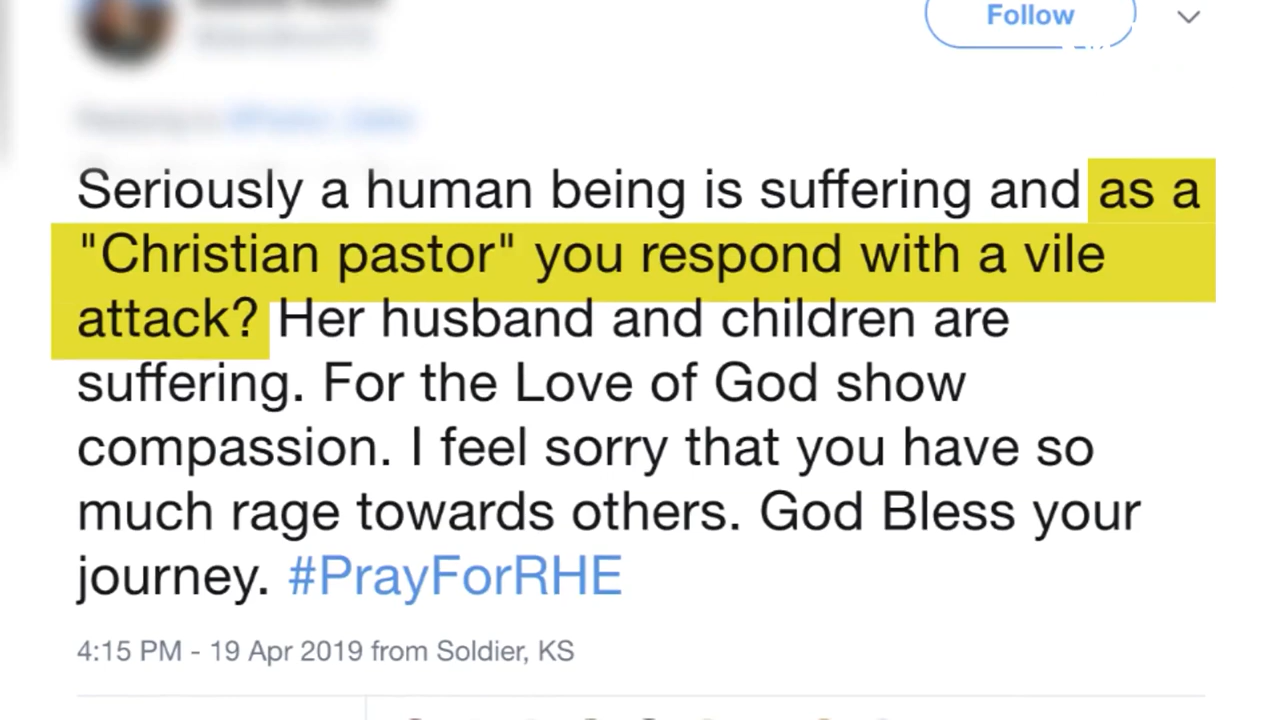 Follow
Seriously a human being is suffering and as a
"Christian pastor" you respond with a vile
attack? Her husband and children are
suffering. For the Love of God show
compassion. I feel sorry that you have so
much rage towards others. God Bless your
journey. #PrayForRHE
4:15 PM - 19 Apr 2019 from Soldier, KS